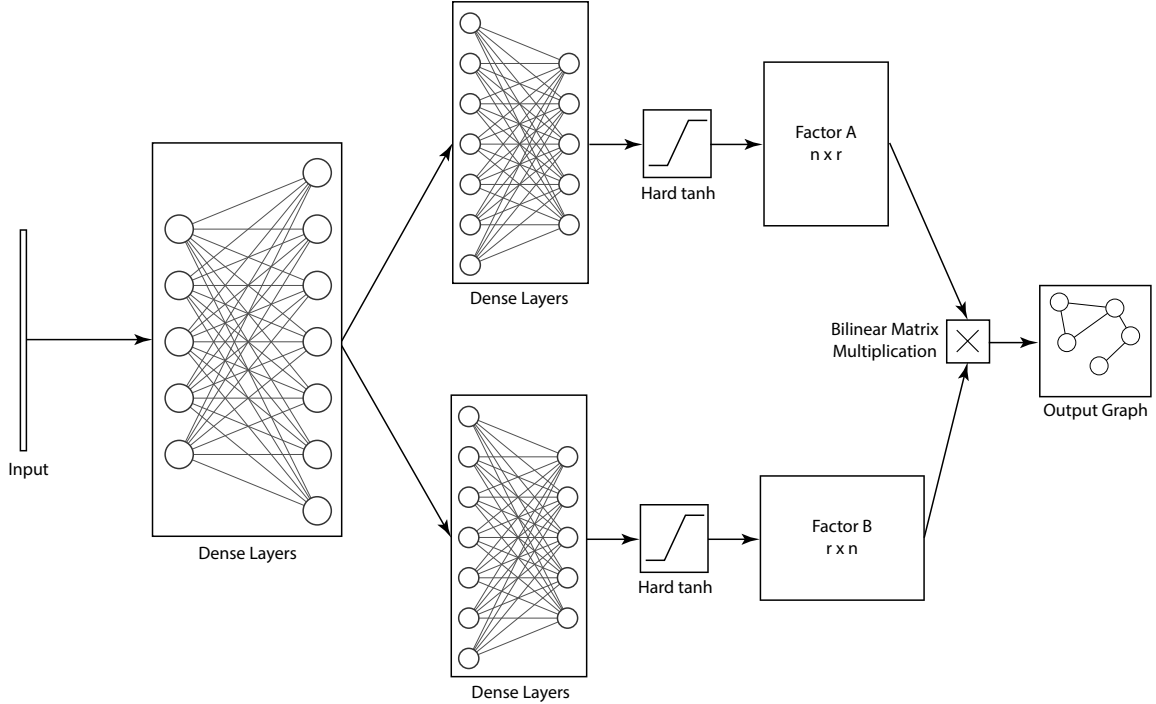 Input
Dense Layers
Dense Layers
Hard tanh
Factor A
n x r
Dense Layers
Hard tanh
Factor B
r x n
Bilinear Matrix
Multiplication
Output Graph